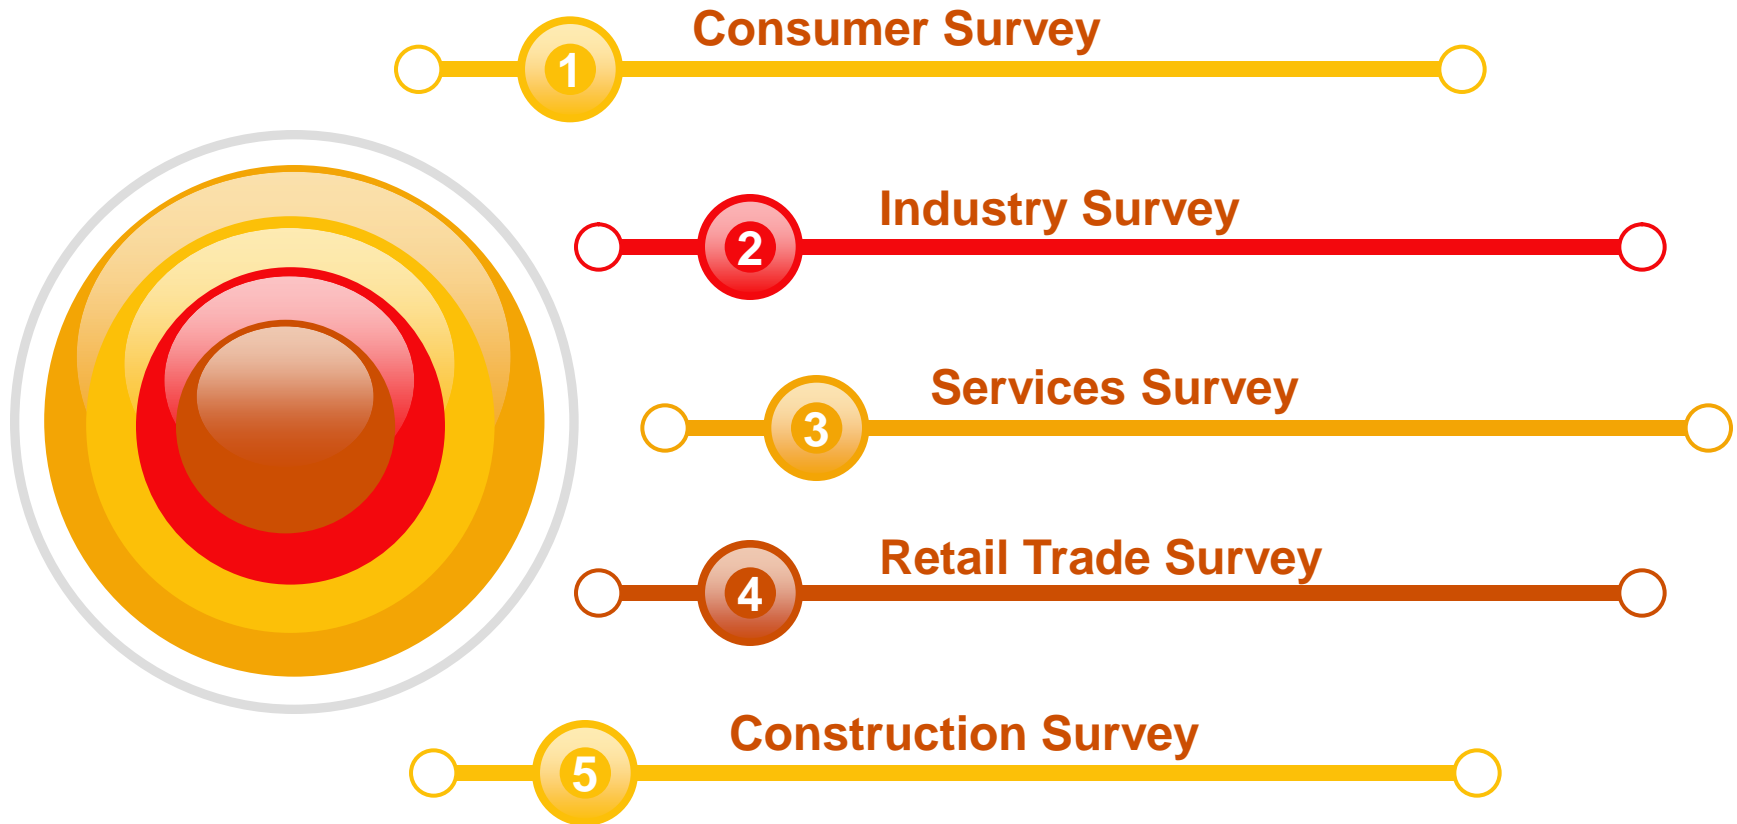 Consumer Survey
1
Industry Survey
2
Services Survey
3
Retail Trade Survey
4
Construction Survey
5